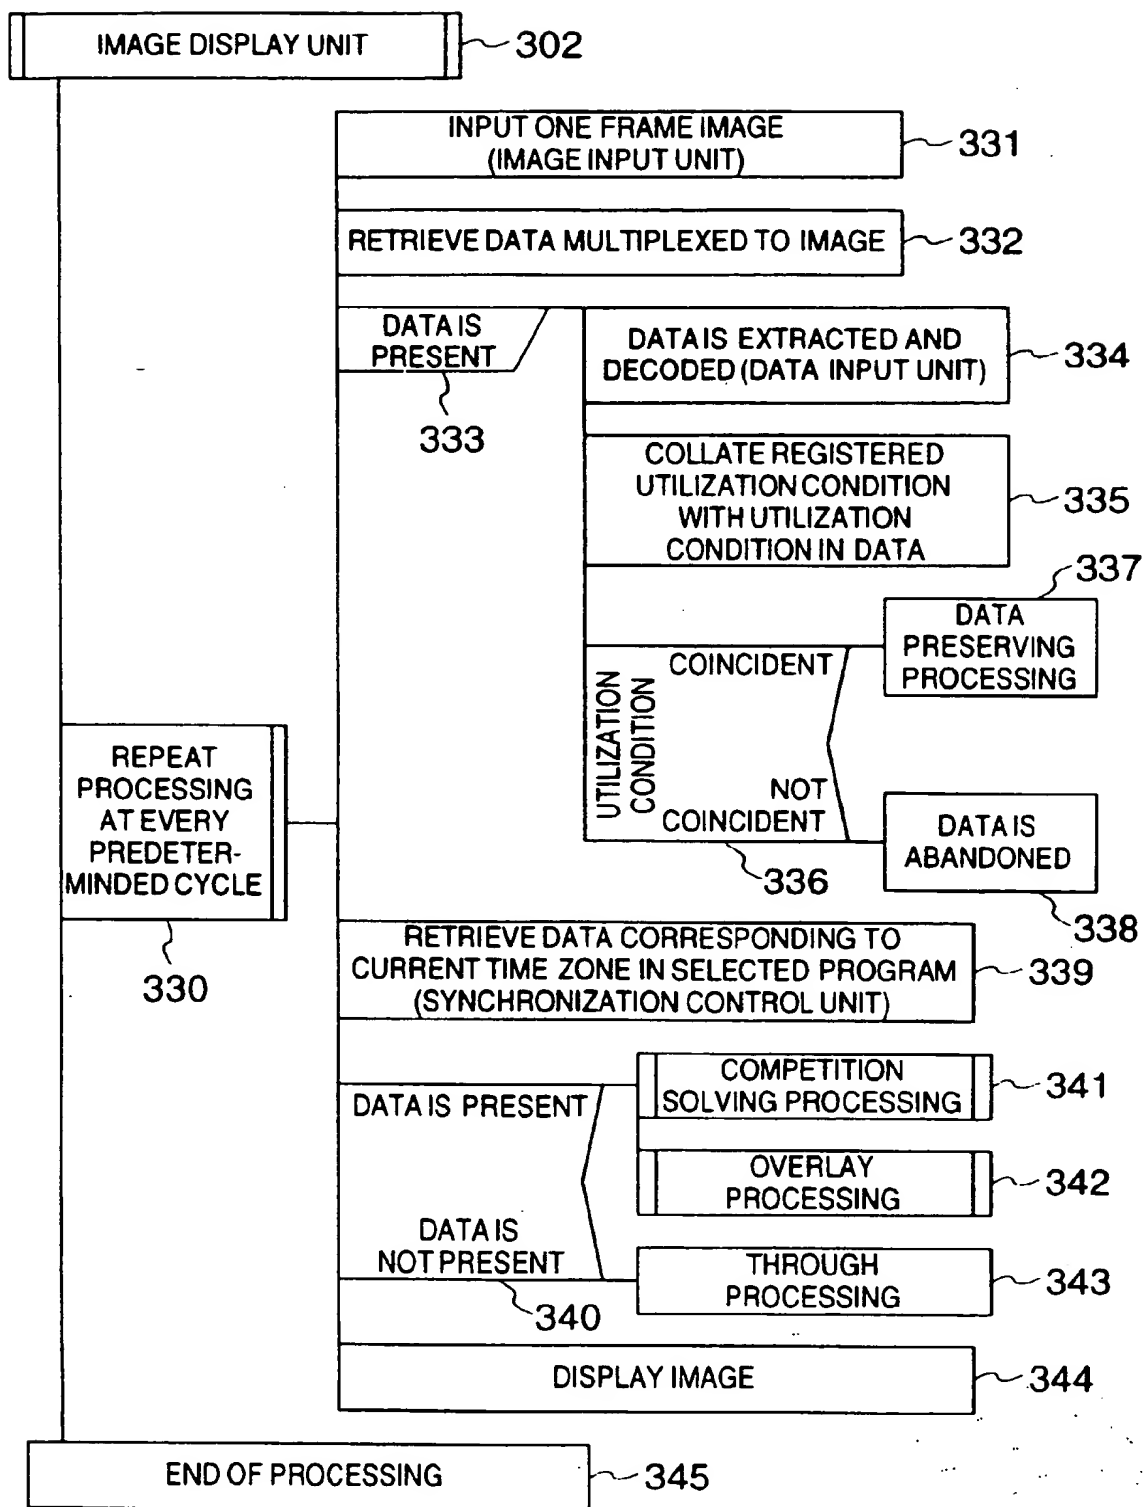 IMAGE DISPLAY UNIT
302
INPUT ONE FRAME IMAGE
(IMAGE INPUT UNIT)
331
RETRIEVE DATA MULTIPLEXED TO IMAGE
332
DATA IS
PRESENT
333
DATA IS EXTRACTED AND
DECODED (DATA INPUT UNIT)
334
COLLATE REGISTERED
UTILIZATION CONDITION
WITH UTILIZATION
CONDITION IN DATA
335
UTILIZATION
CONDITION
COINCIDENT
NOT
COINCIDENT
336
337
DATA
PRESERVING
PROCESSING
DATA IS
ABANDONED
338
REPEAT
PROCESSING
AT EVERY
PREDETER-
MINDED CYCLE
330
RETRIEVE DATA CORRESPONDING TO
CURRENT TIME ZONE IN SELECTED PROGRAM
(SYNCHRONIZATION CONTROL UNIT)
339
DATA IS PRESENT
DATA IS
NOT PRESENT
340
COMPETITION
SOLVING PROCESSING
341
OVERLAY
PROCESSING
342
THROUGH
PROCESSING
343
DISPLAY IMAGE
344
END OF PROCESSING
345